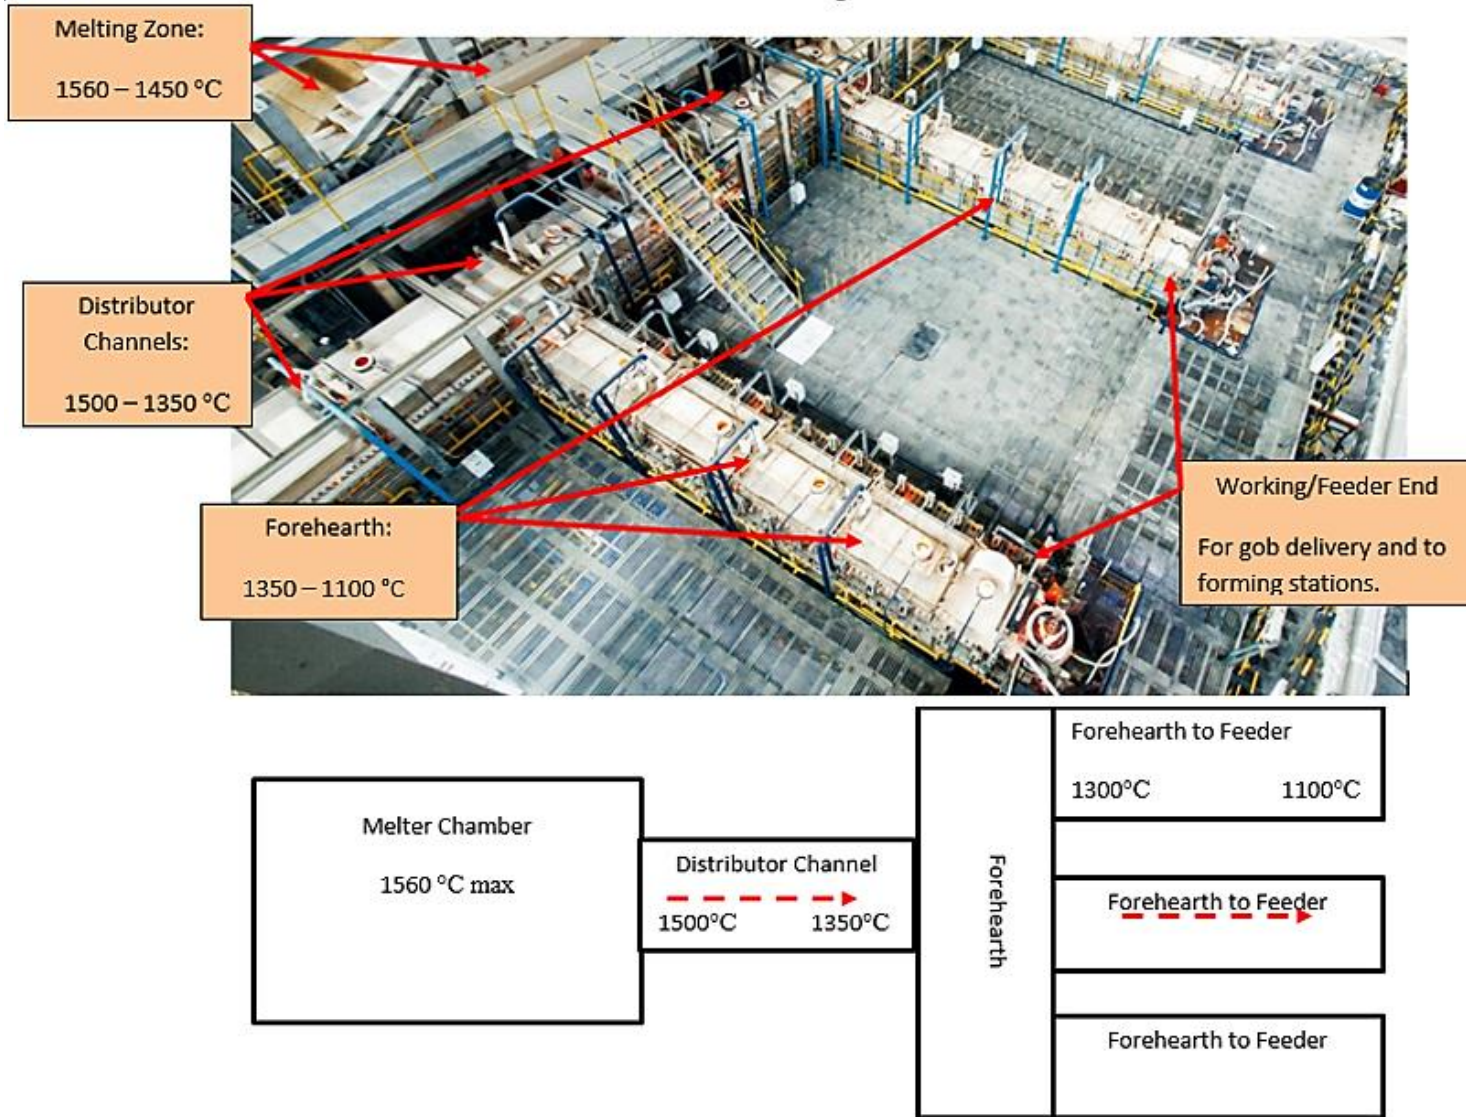 Melting Zone:
1560 – 1450 °C
Distributor
Channels:
1500 – 1350 °C
Forehearth:
1350 – 1100 °C
Working/Feeder End
For gob delivery and to
forming stations.
Melter Chamber
1560 °C max
Distributor Channel
1500°C 1350°C
Forehearth
Forehearth to Feeder
1300°C 1100°C
Forehearth to Feeder
Forehearth to Feeder